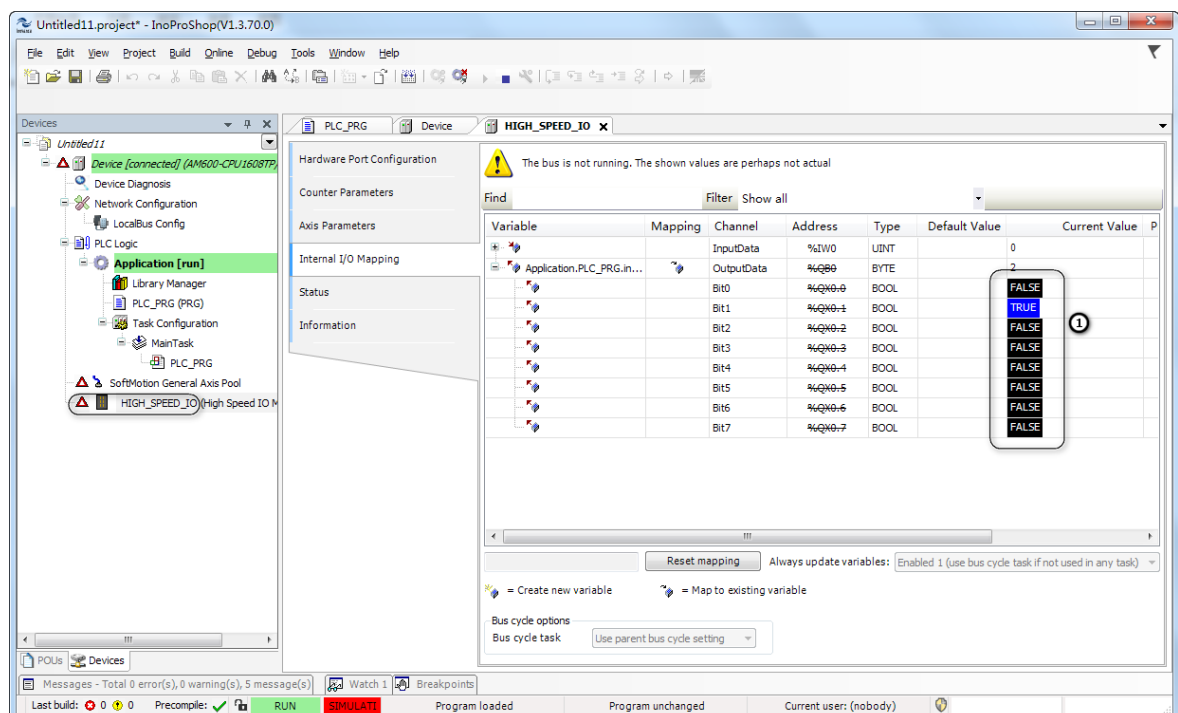 Untitled11.project* - InoProShop(V1.3.70.0)
File Edit View Project Build Online Debug Tools Window Help
Devices
Untitled11
Device [connected] (AM600-CPU1608TP/
Device Diagnosis
Network Configuration
LocalBus Config
PLC Logic
Application [run]
Library Manager
PLC_PRG (PRG)
Task Configuration
MainTask
PLC_PRG
SoftMotion General Axis Pool
HIGH_SPEED_IO (High Speed IO M
POUs Devices
PLC_PRG Device HIGH_SPEED_IO x
Hardware Port Configuration
Counter Parameters
Axis Parameters
Internal I/O Mapping
Status
Information
The bus is not running. The shown values are perhaps not actual
Find Filter Show all
Variable Mapping Channel Address Type Default Value Current Value P
InputData %IW0 UINT 0
Application.PLC_PRG.in... OutputData %QB0 BYTE 2
Bit0 %QX0.0 BOOL FALSE
Bit1 %QX0.1 BOOL TRUE
Bit2 %QX0.2 BOOL FALSE
Bit3 %QX0.3 BOOL FALSE
Bit4 %QX0.4 BOOL FALSE
Bit5 %QX0.5 BOOL FALSE
Bit6 %QX0.6 BOOL FALSE
Bit7 %QX0.7 BOOL FALSE
1
Reset mapping Always update variables: Enabled 1 (use bus cycle task if not used in any task)
= Create new variable = Map to existing variable
Bus cycle options
Bus cycle task Use parent bus cycle setting
Messages - Total 0 error(s), 0 warning(s), 5 message(s) Watch 1 Breakpoints
Last build: 0 0 Precompile: RUN SIMULATI Program loaded Program unchanged Current user: (nobody)